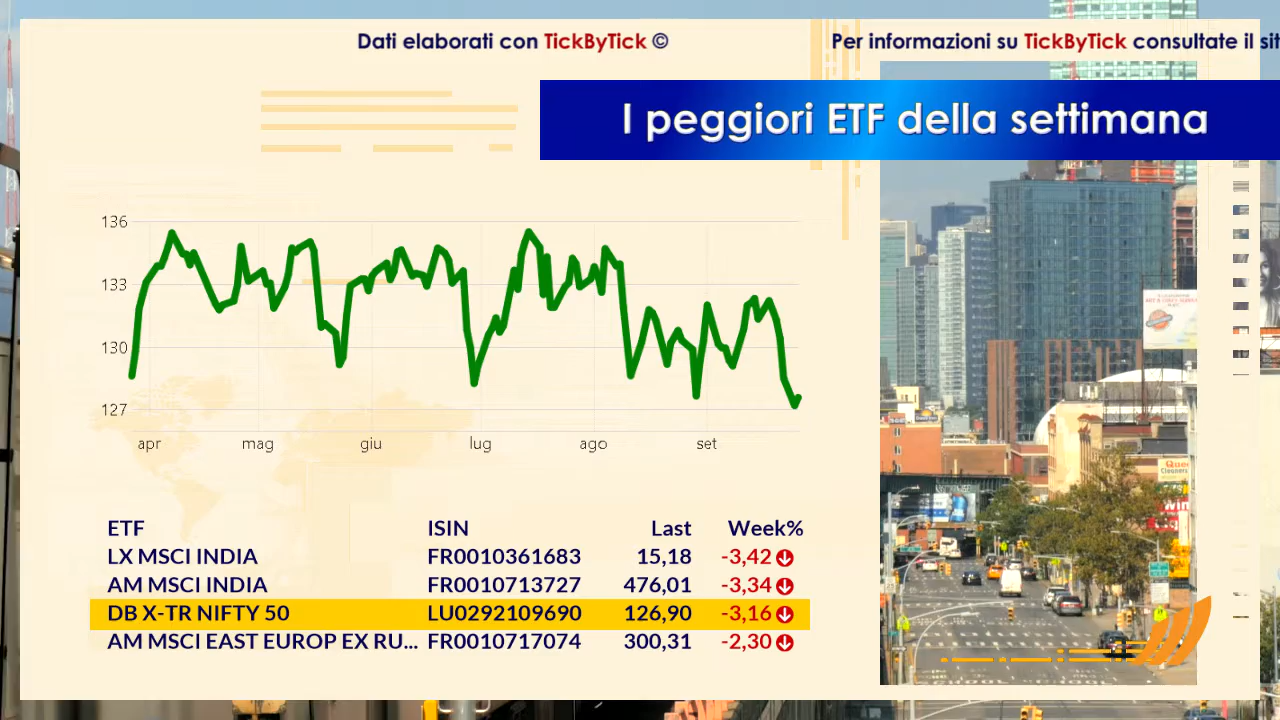 Dati elaborati con TickByTick ©
Per informazioni su TickByTick consultate il sit
I peggiori ETF della settimana
136
133
130
127
apr mag giu lug ago set
ETF ISIN Last Week%
LX MSCI INDIA FR0010361683 15,18 -3,42
AM MSCI INDIA FR0010713727 476,01 -3,34
DB X-TR NIFTY 50 LU0292109690 126,90 -3,16
AM MSCI EAST EUROP EX RU... FR0010717074 300,31 -2,30